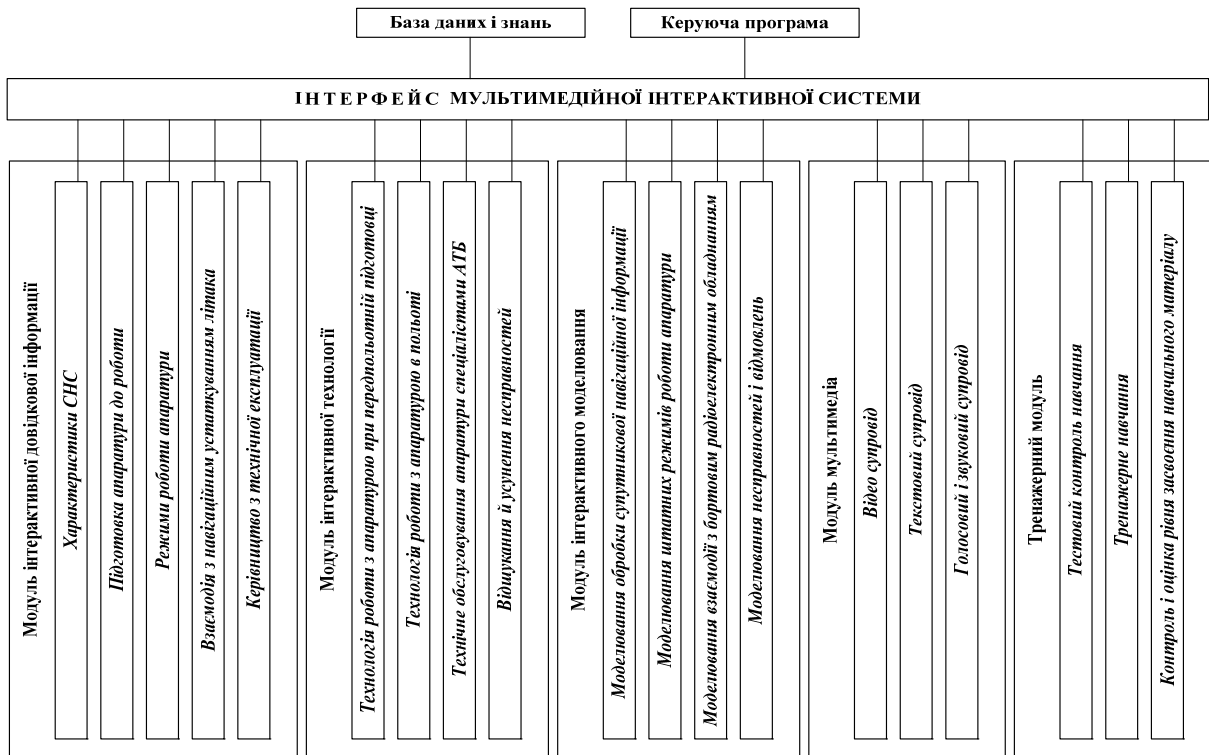 База даних і знань
Керуюча програма
ІНТЕРФЕЙС МУЛЬТИМЕДІЙНОЇ ІНТЕРАКТИВНОЇ СИСТЕМИ
Модуль інтерактивної довідкової інформації
Характеристики СНС
Підготовка апаратури до роботи
Режими роботи апаратури
Взаємодія з навігаційним устаткуванням літака
Керівництво з технічної експлуатації
Модуль інтерактивної технології
Технологія роботи з апаратурою при передпольотній підготовці
Технологія роботи з апаратурою в польоті
Технічне обслуговування апаратури спеціалістами АТБ
Відшукання й усунення несправностей
Модуль інтерактивного моделювання
Моделювання обробки супутникової навігаційної інформації
Моделювання штатних режимів роботи апаратури
Моделювання взаємодії з бортовим радіоелектронним обладнанням
Моделювання несправностей і відмовлень
Модуль мультимедіа
Відео супровід
Текстовий супровід
Голосовий і звуковий супровід
Тренажерний модуль
Тестовий контроль навчання
Тренажерне навчання
Контроль і оцінка рівня засвоєння навчального матеріалу